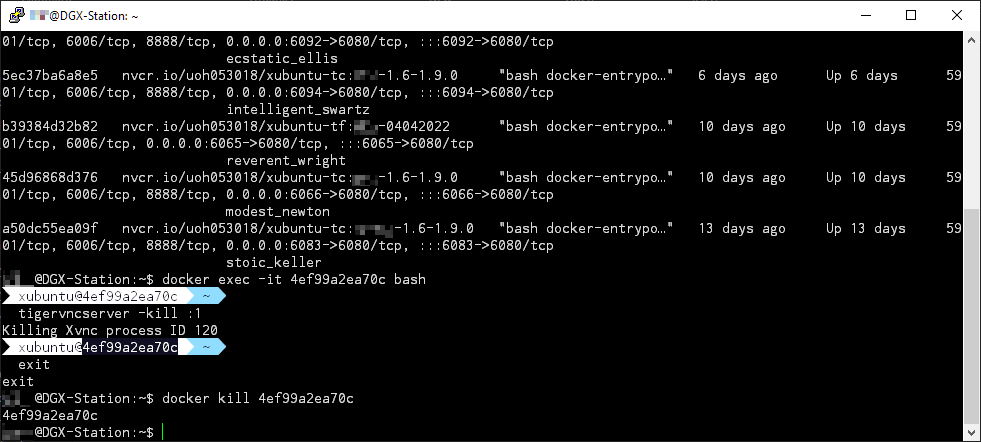 @DGX-Station: ~
01/tcp, 6006/tcp, 8888/tcp, 0.0.0.0:6092->6080/tcp, :::6092->6080/tcp
ecstatic_ellis
5ec37ba6a8e5 nvcr.io/uoh053018/xubuntu-tc: -1.6-1.9.0 "bash docker-entrypo…" 6 days ago Up 6 days 59
01/tcp, 6006/tcp, 8888/tcp, 0.0.0.0:6094->6080/tcp, :::6094->6080/tcp
intelligent_swartz
b39384d32b82 nvcr.io/uoh053018/xubuntu-tf: -04042022 "bash docker-entrypo…" 10 days ago Up 10 days 59
01/tcp, 6006/tcp, 0.0.0.0:6065->6080/tcp, :::6065->6080/tcp
reverent_wright
45d96868d376 nvcr.io/uoh053018/xubuntu-tc: -1.6-1.9.0 "bash docker-entrypo…" 10 days ago Up 10 days 59
01/tcp, 6006/tcp, 8888/tcp, 0.0.0.0:6066->6080/tcp, :::6066->6080/tcp
modest_newton
a50dc55ea09f nvcr.io/uoh053018/xubuntu-tc: -1.6-1.9.0 "bash docker-entrypo…" 13 days ago Up 13 days 59
01/tcp, 6006/tcp, 8888/tcp, 0.0.0.0:6083->6080/tcp, :::6083->6080/tcp
stoic_keller
@DGX-Station:~$ docker exec -it 4ef99a2ea70c bash
xubuntu@4ef99a2ea70c ~
tigervncserver -kill :1
Killing Xvnc process ID 120
xubuntu@4ef99a2ea70c ~
exit
exit
@DGX-Station:~$ docker kill 4ef99a2ea70c
4ef99a2ea70c
@DGX-Station:~$